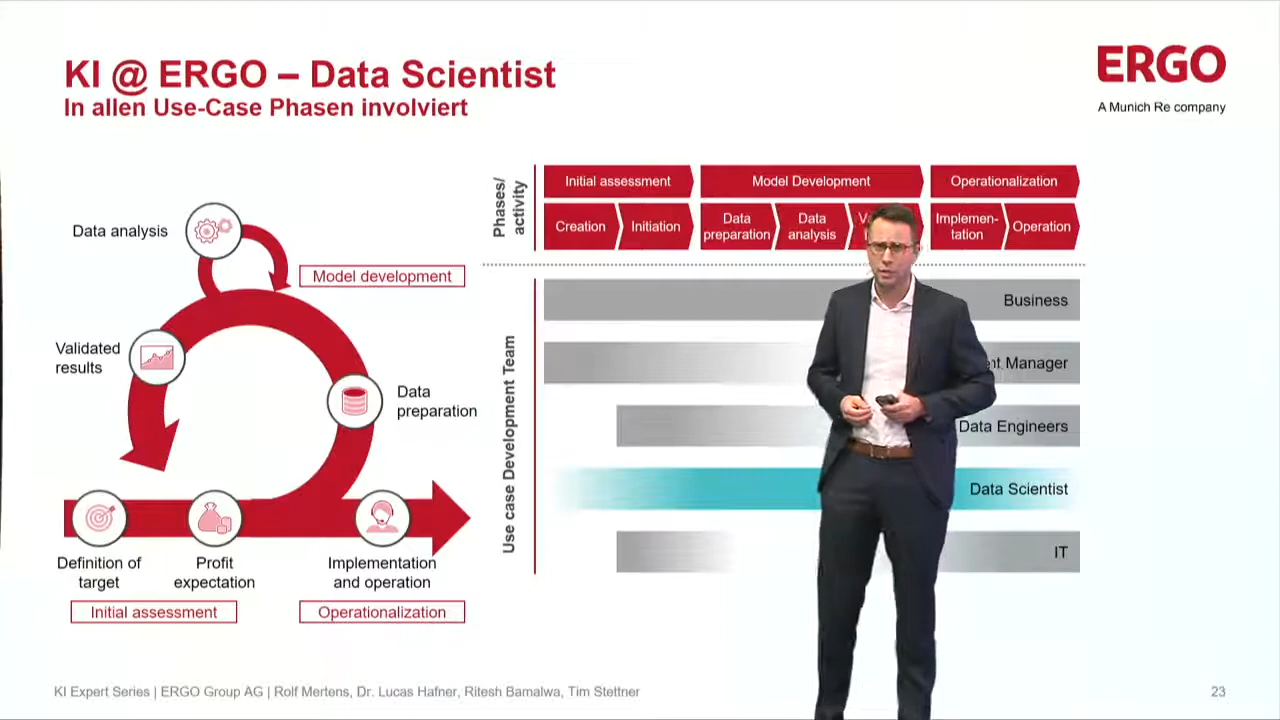 KI @ ERGO – Data Scientist
In allen Use-Case Phasen involviert
ERGO
A Munich Re company
Data analysis
Model development
Validated
results
Data
preparation
Definition of
target
Profit
expectation
Implementation
and operation
Initial assessment
Operationalization
Phases/
activity
Initial assessment
Model Development
Operationalization
Creation
Initiation
Data
preparation
Data
analysis
Implemen-
tation
Operation
Use case Development Team
Business
Manager
Data Engineers
Data Scientist
IT
KI Expert Series | ERGO Group AG | Rolf Mertens, Dr. Lucas Hafner, Ritesh Bamalwa, Tim Stettner
23